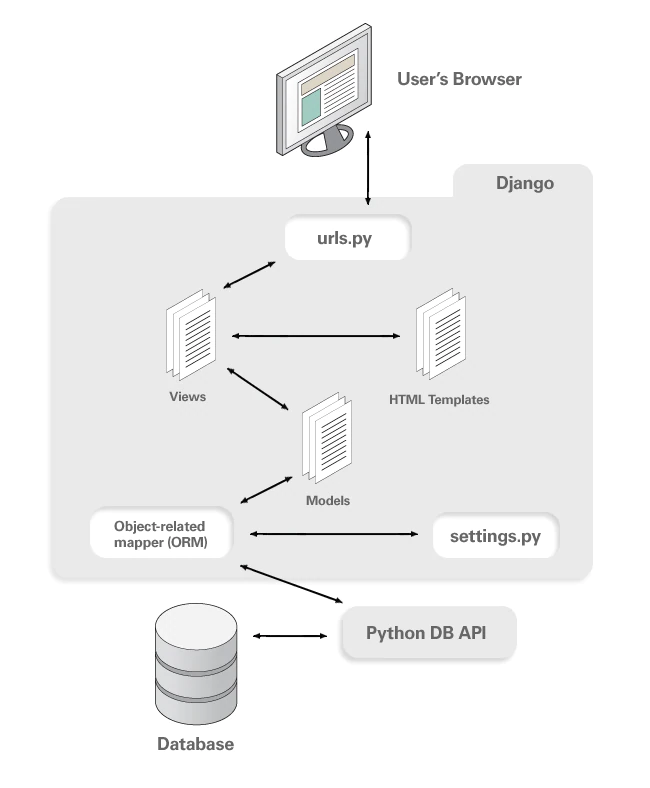 User's Browser
Django
urls.py
Views
HTML Templates
Models
Object-related
mapper (ORM)
settings.py
Python DB API
Database